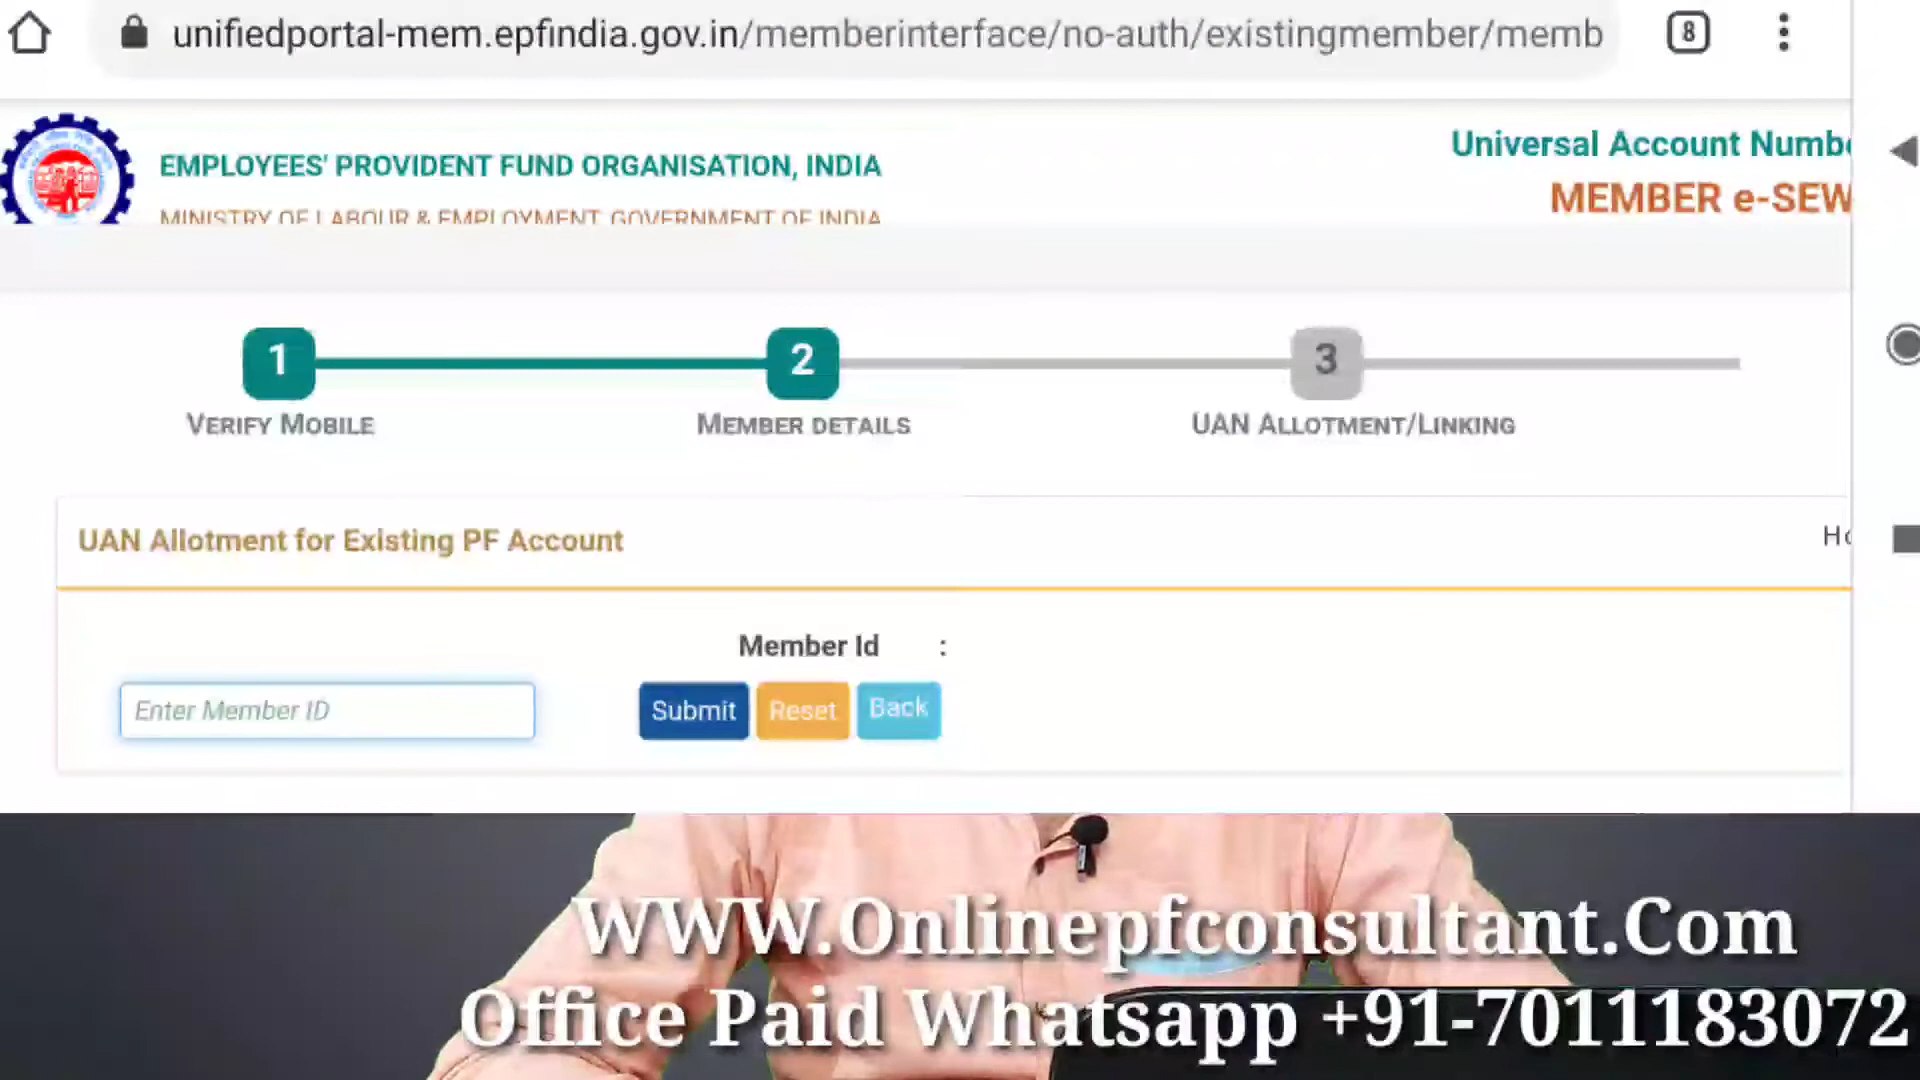 unifiedportal-mem.epfindia.gov.in/memberinterface/no-auth/existingmember/memb
8
EMPLOYEES' PROVIDENT FUND ORGANISATION, INDIA
MINISTRY OF LABOUR & EMPLOYMENT, GOVERNMENT OF INDIA
Universal Account Numbe
MEMBER e-SEW
1
2
3
VERIFY MOBILE
MEMBER DETAILS
UAN ALLOTMENT/LINKING
UAN Allotment for Existing PF Account
Ho
Member Id :
Enter Member ID
Submit
Reset
Back
WWW.Onlinepfconsultant.Com
Office Paid Whatsapp +91-7011183072